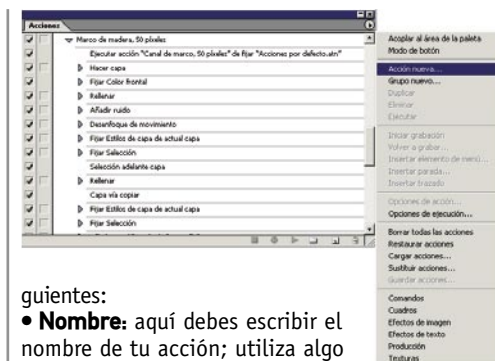 Acciones
Marco de madera, 50 píxeles
Ejecutar acción "Canal de marco, 50 píxeles" de fijar "Acciones por defecto.atn"
Hacer capa
Fijar Color frontal
Rellenar
Añadir ruido
Desenfoque de movimiento
Fijar Estilos de capa de actual capa
Fijar Selección
Selección adelante capa
Rellenar
Capa vía copiar
Fijar Estilos de capa de actual capa
Fijar Selección
Acoplar al área de la paleta
Modo de botón
Acción nueva...
Grupo nuevo...
Duplicar
Eliminar
Ejecutar
Iniciar grabación
Volver a grabar...
Insertar elemento de menú...
Insertar parada...
Insertar trazado
Opciones de acción...
Opciones de ejecución...
Borrar todas las acciones
Restaurar acciones
Cargar acciones...
Sustituir acciones...
Guardar acciones...
Comandos
Cuadros
Efectos de imagen
Efectos de texto
Producción
Texturas
guientes:
• Nombre: aquí debes escribir el
nombre de tu acción; utiliza algo